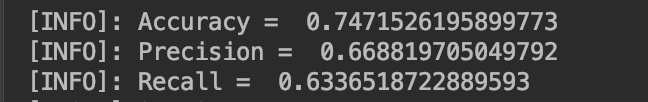 [INFO]: Accuracy =  0.7471526195899773
[INFO]: Precision =  0.668819705049792
[INFO]: Recall =  0.6336518722889593